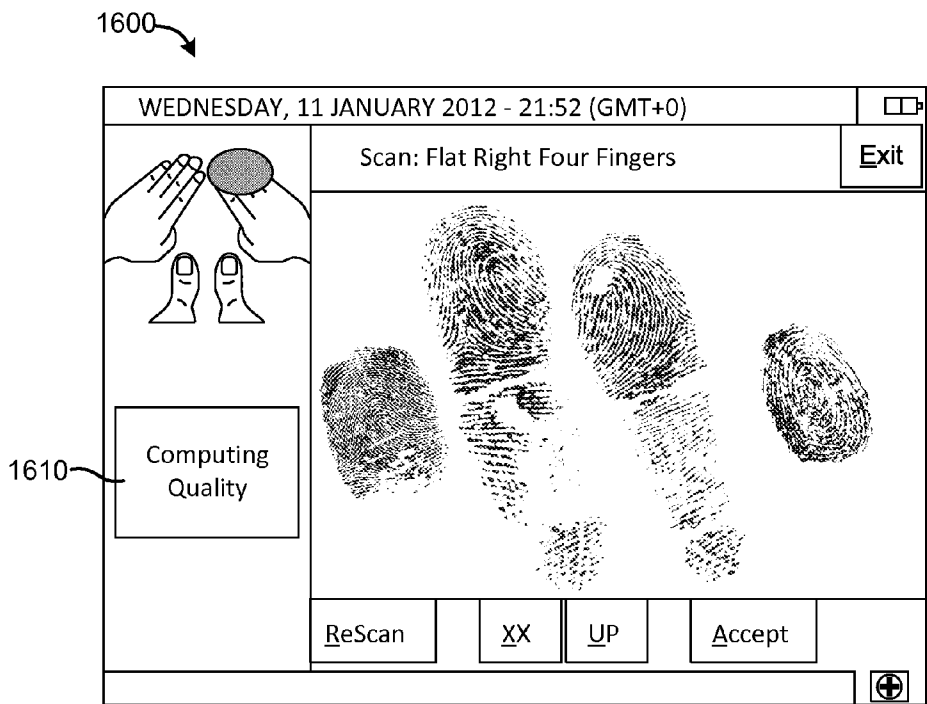 1600
WEDNESDAY, 11 JANUARY 2012 - 21:52 (GMT+0)
Scan: Flat Right Four Fingers
Exit
1610
Computing
Quality
ReScan
XX
UP
Accept